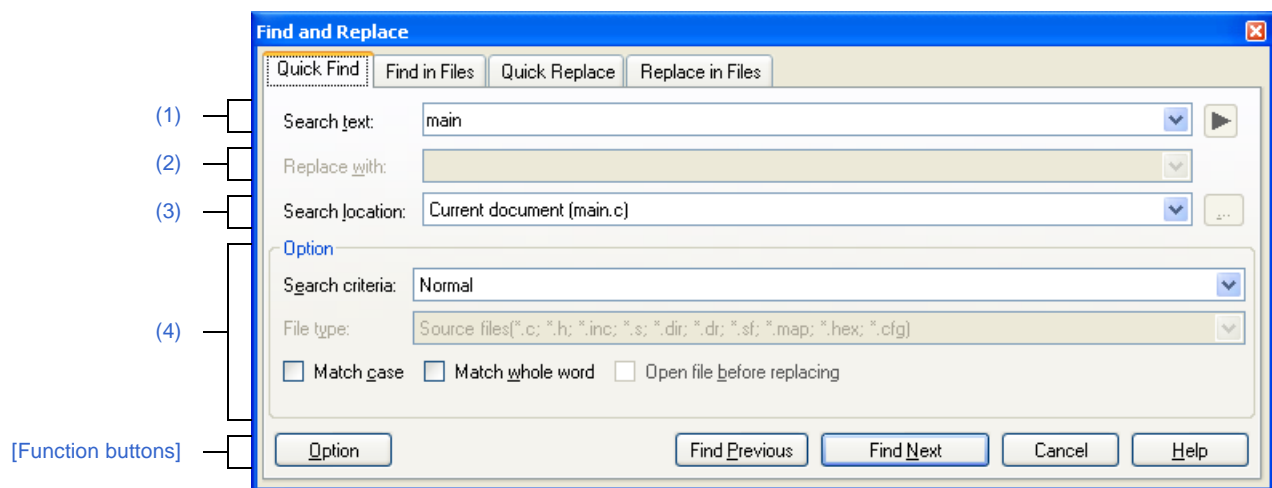 Find and Replace
Quick Find Find in Files Quick Replace Replace in Files
(1) Search text: main
(2) Replace with:
(3) Search location: Current document (main.c) ...
Option
Search criteria: Normal
(4) File type: Source files(*.c; *.h; *.inc; *.s; *.dir; *.dr; *.sf; *.map; *.hex; *.cfg)
Match case Match whole word Open file before replacing
[Function buttons] Option Find Previous Find Next Cancel Help